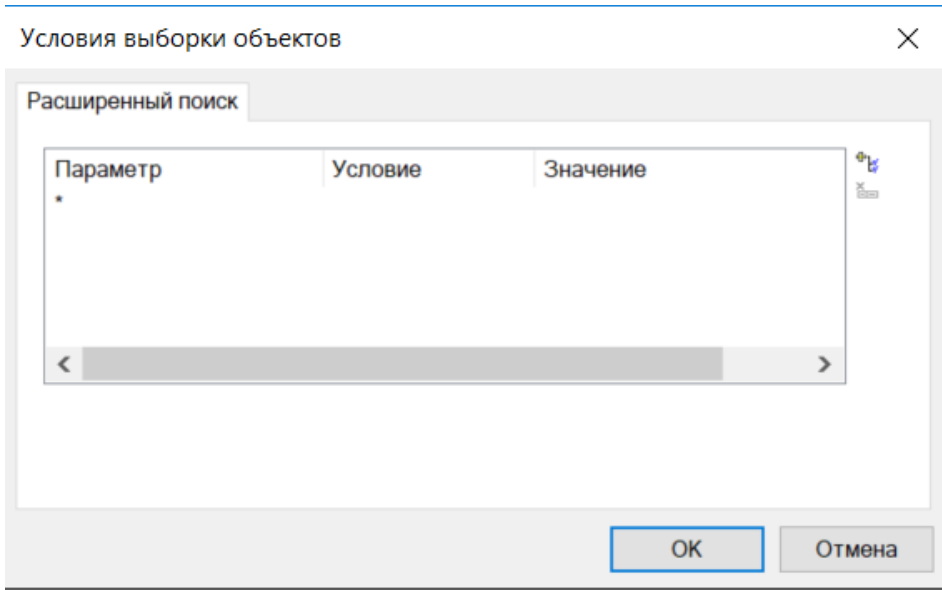 Условия выборки объектов
Расширенный поиск
Параметр Условие Значение
*
OK Отмена